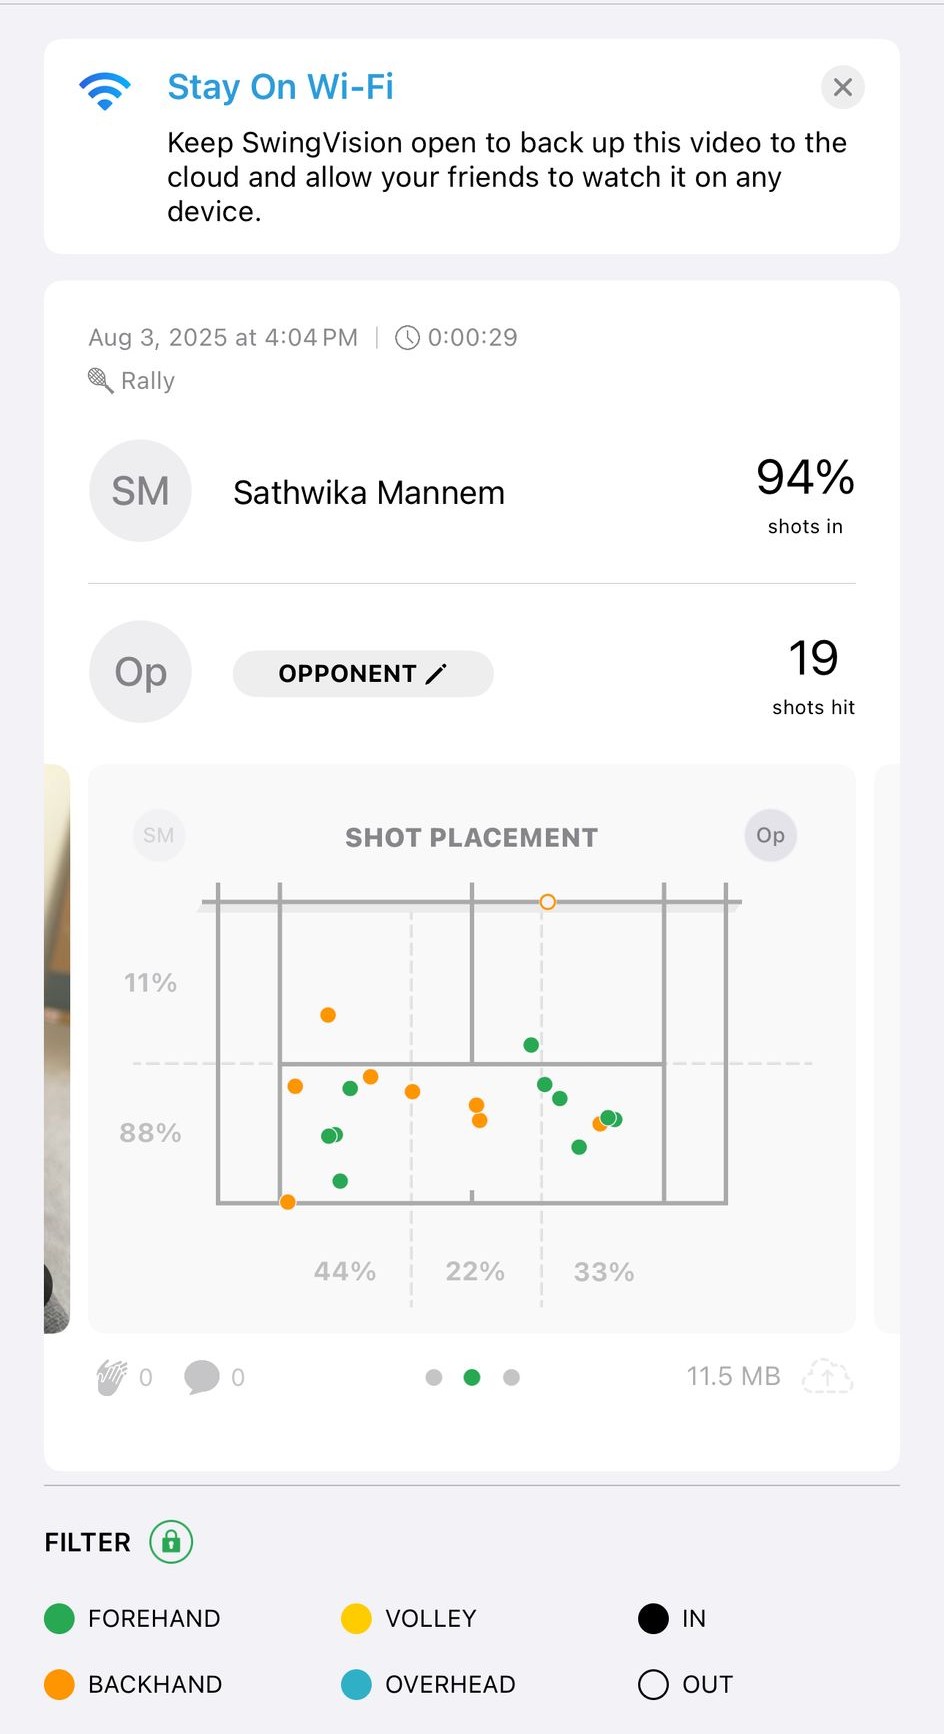 Stay On Wi-Fi
Keep SwingVision open to back up this video to the
cloud and allow your friends to watch it on any
device.
Aug 3, 2025 at 4:04 PM | 0:00:29
Rally
SM
Sathwika Mannem
94%
shots in
Op
OPPONENT
19
shots hit
SM
SHOT PLACEMENT
Op
11%
88%
44% 22% 33%
0 0
11.5 MB
FILTER
FOREHAND VOLLEY IN
BACKHAND OVERHEAD OUT